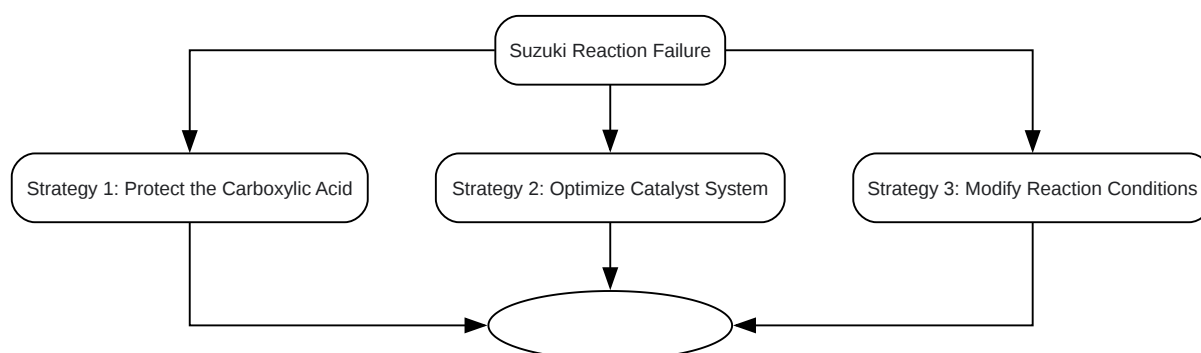 Suzuki Reaction Failure
Strategy 1: Protect the Carboxylic Acid
Strategy 2: Optimize Catalyst System
Strategy 3: Modify Reaction Conditions